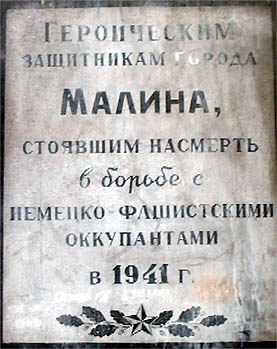 ГЕРОИЧЕСКИМ
ЗАЩИТНИКАМ ГОРОДА
МАЛИНА,
СТОЯВШИМ НАСМЕРТЬ
в борьбе с
НЕМЕЦКО-ФАШИСТСКИМИ
ОККУПАНТАМИ
В 1941 Г.